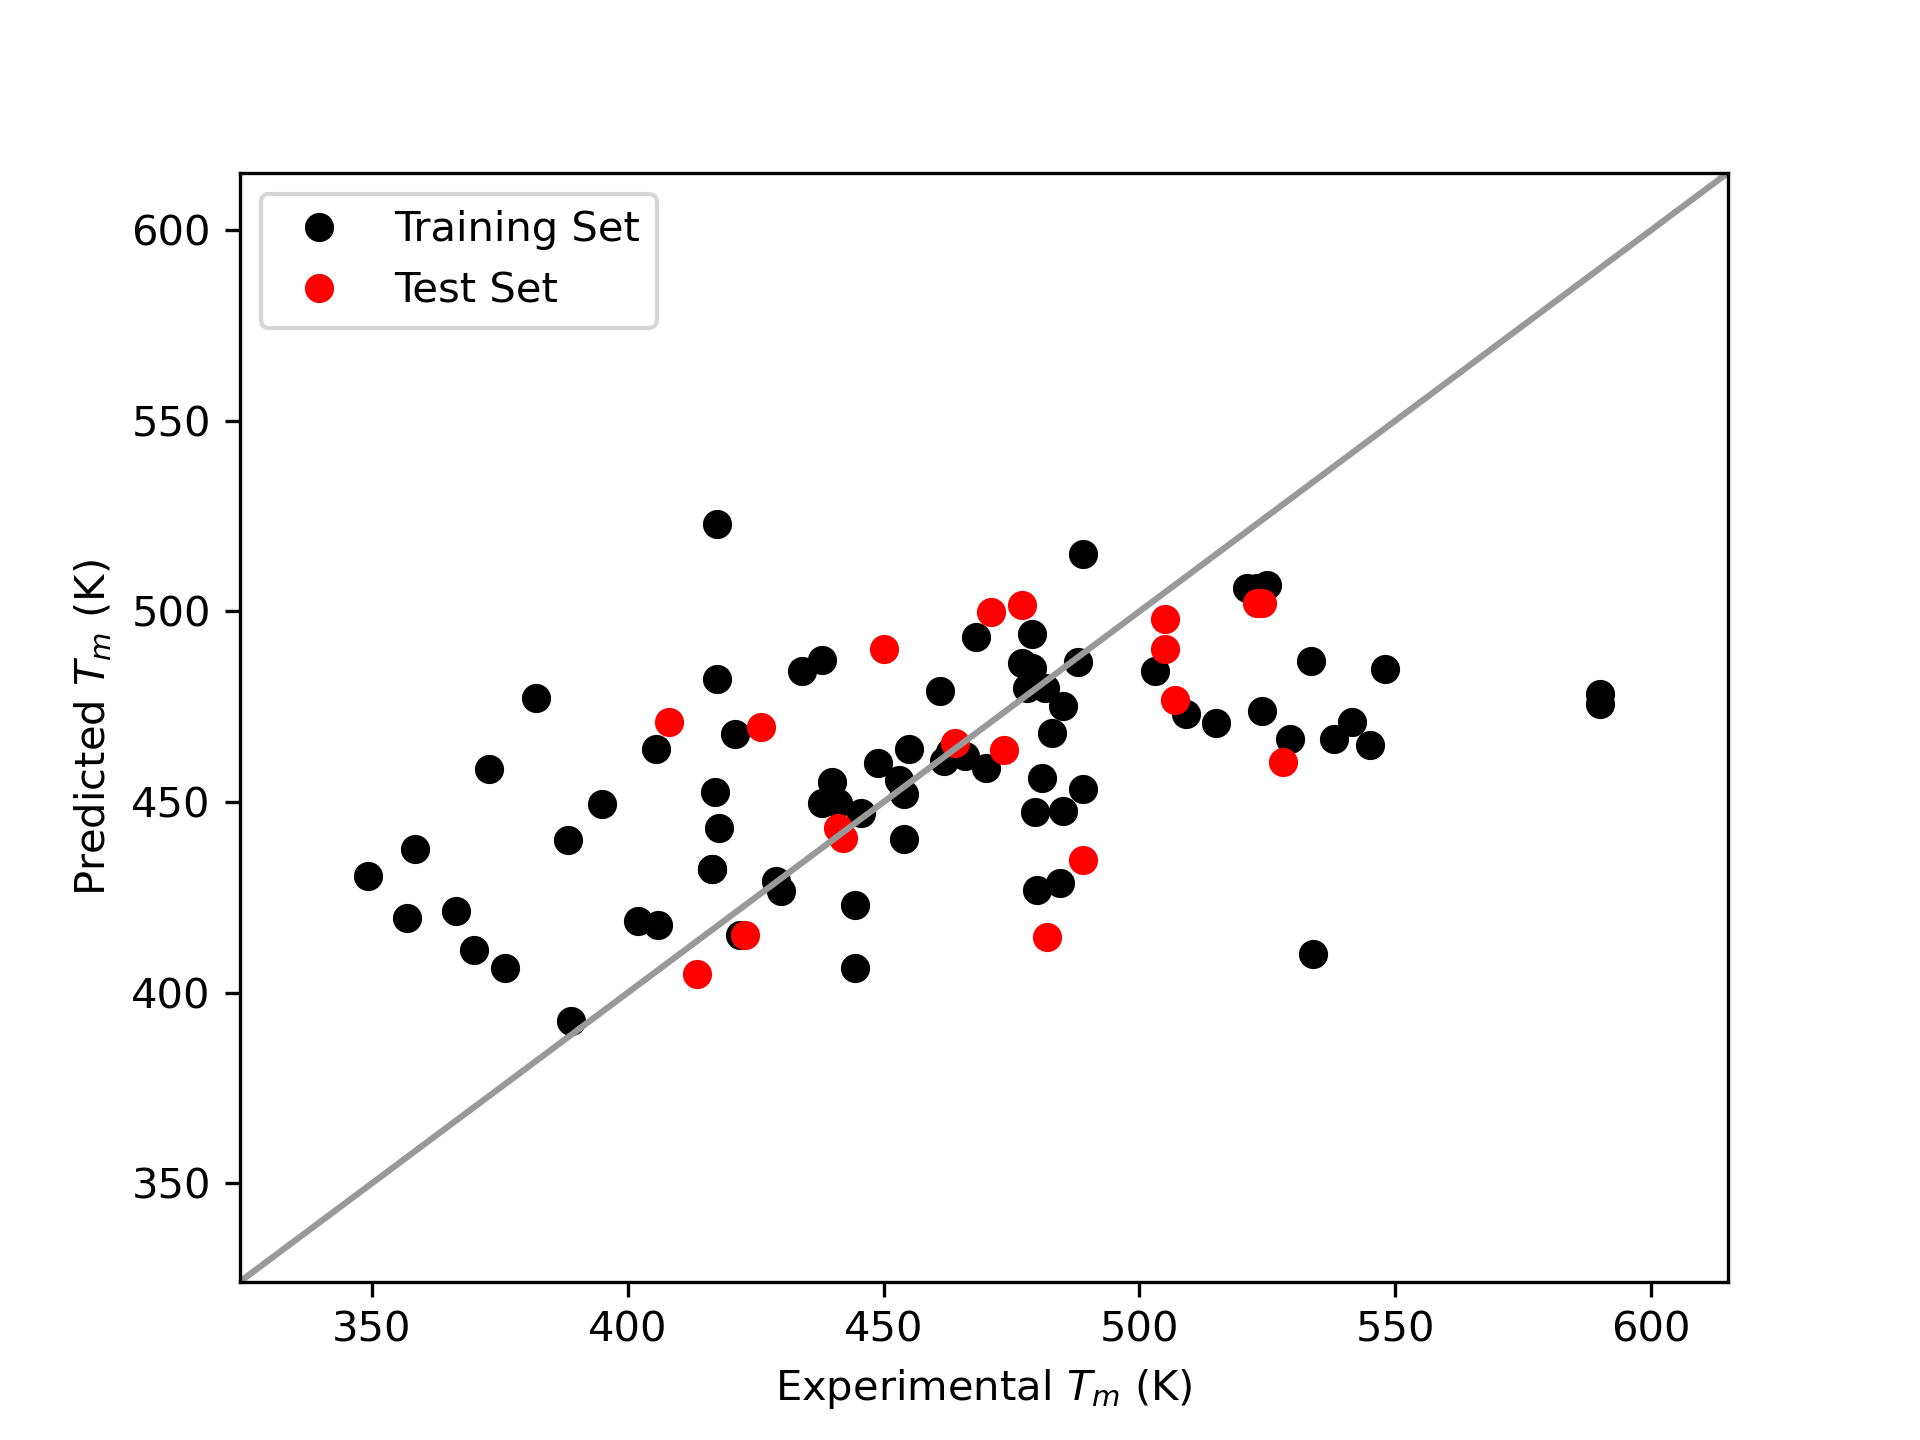 Training Set
Test Set
600
550
500
450
400
350
Predicted Tm (K)
350 400 450 500 550 600
Experimental Tm (K)